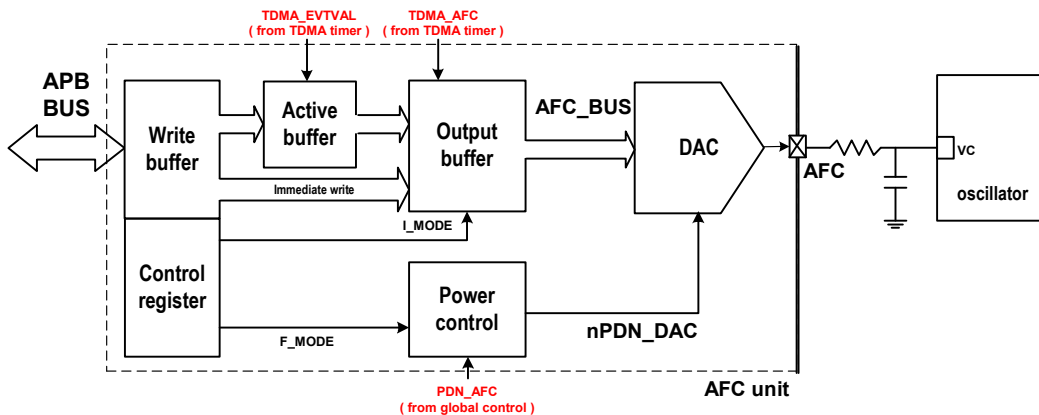 TDMA_EVTVAL
( from TDMA timer )
TDMA_AFC
( from TDMA timer )
APB
BUS
Write
buffer
Active
buffer
Output
buffer
AFC_BUS
DAC
AFC
VC
oscillator
Immediate write
I_MODE
Control
register
Power
control
F_MODE
nPDN_DAC
PDN_AFC
( from global control )
AFC unit